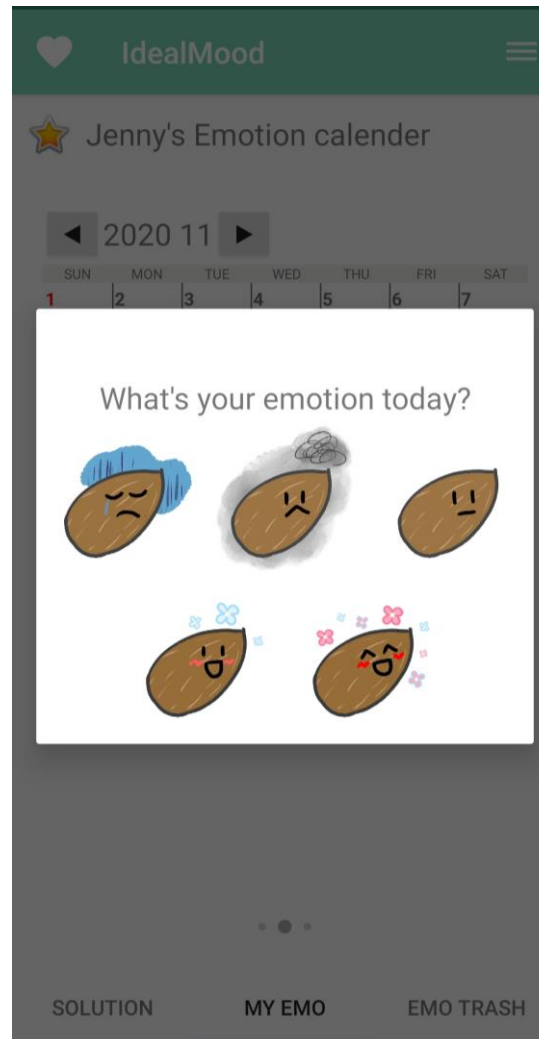 IdealMood
Jenny's Emotion calender
2020 11
SUN MON TUE WED THU FRI SAT
1 2 3 4 5 6 7
What's your emotion today?
SOLUTION MY EMO EMO TRASH